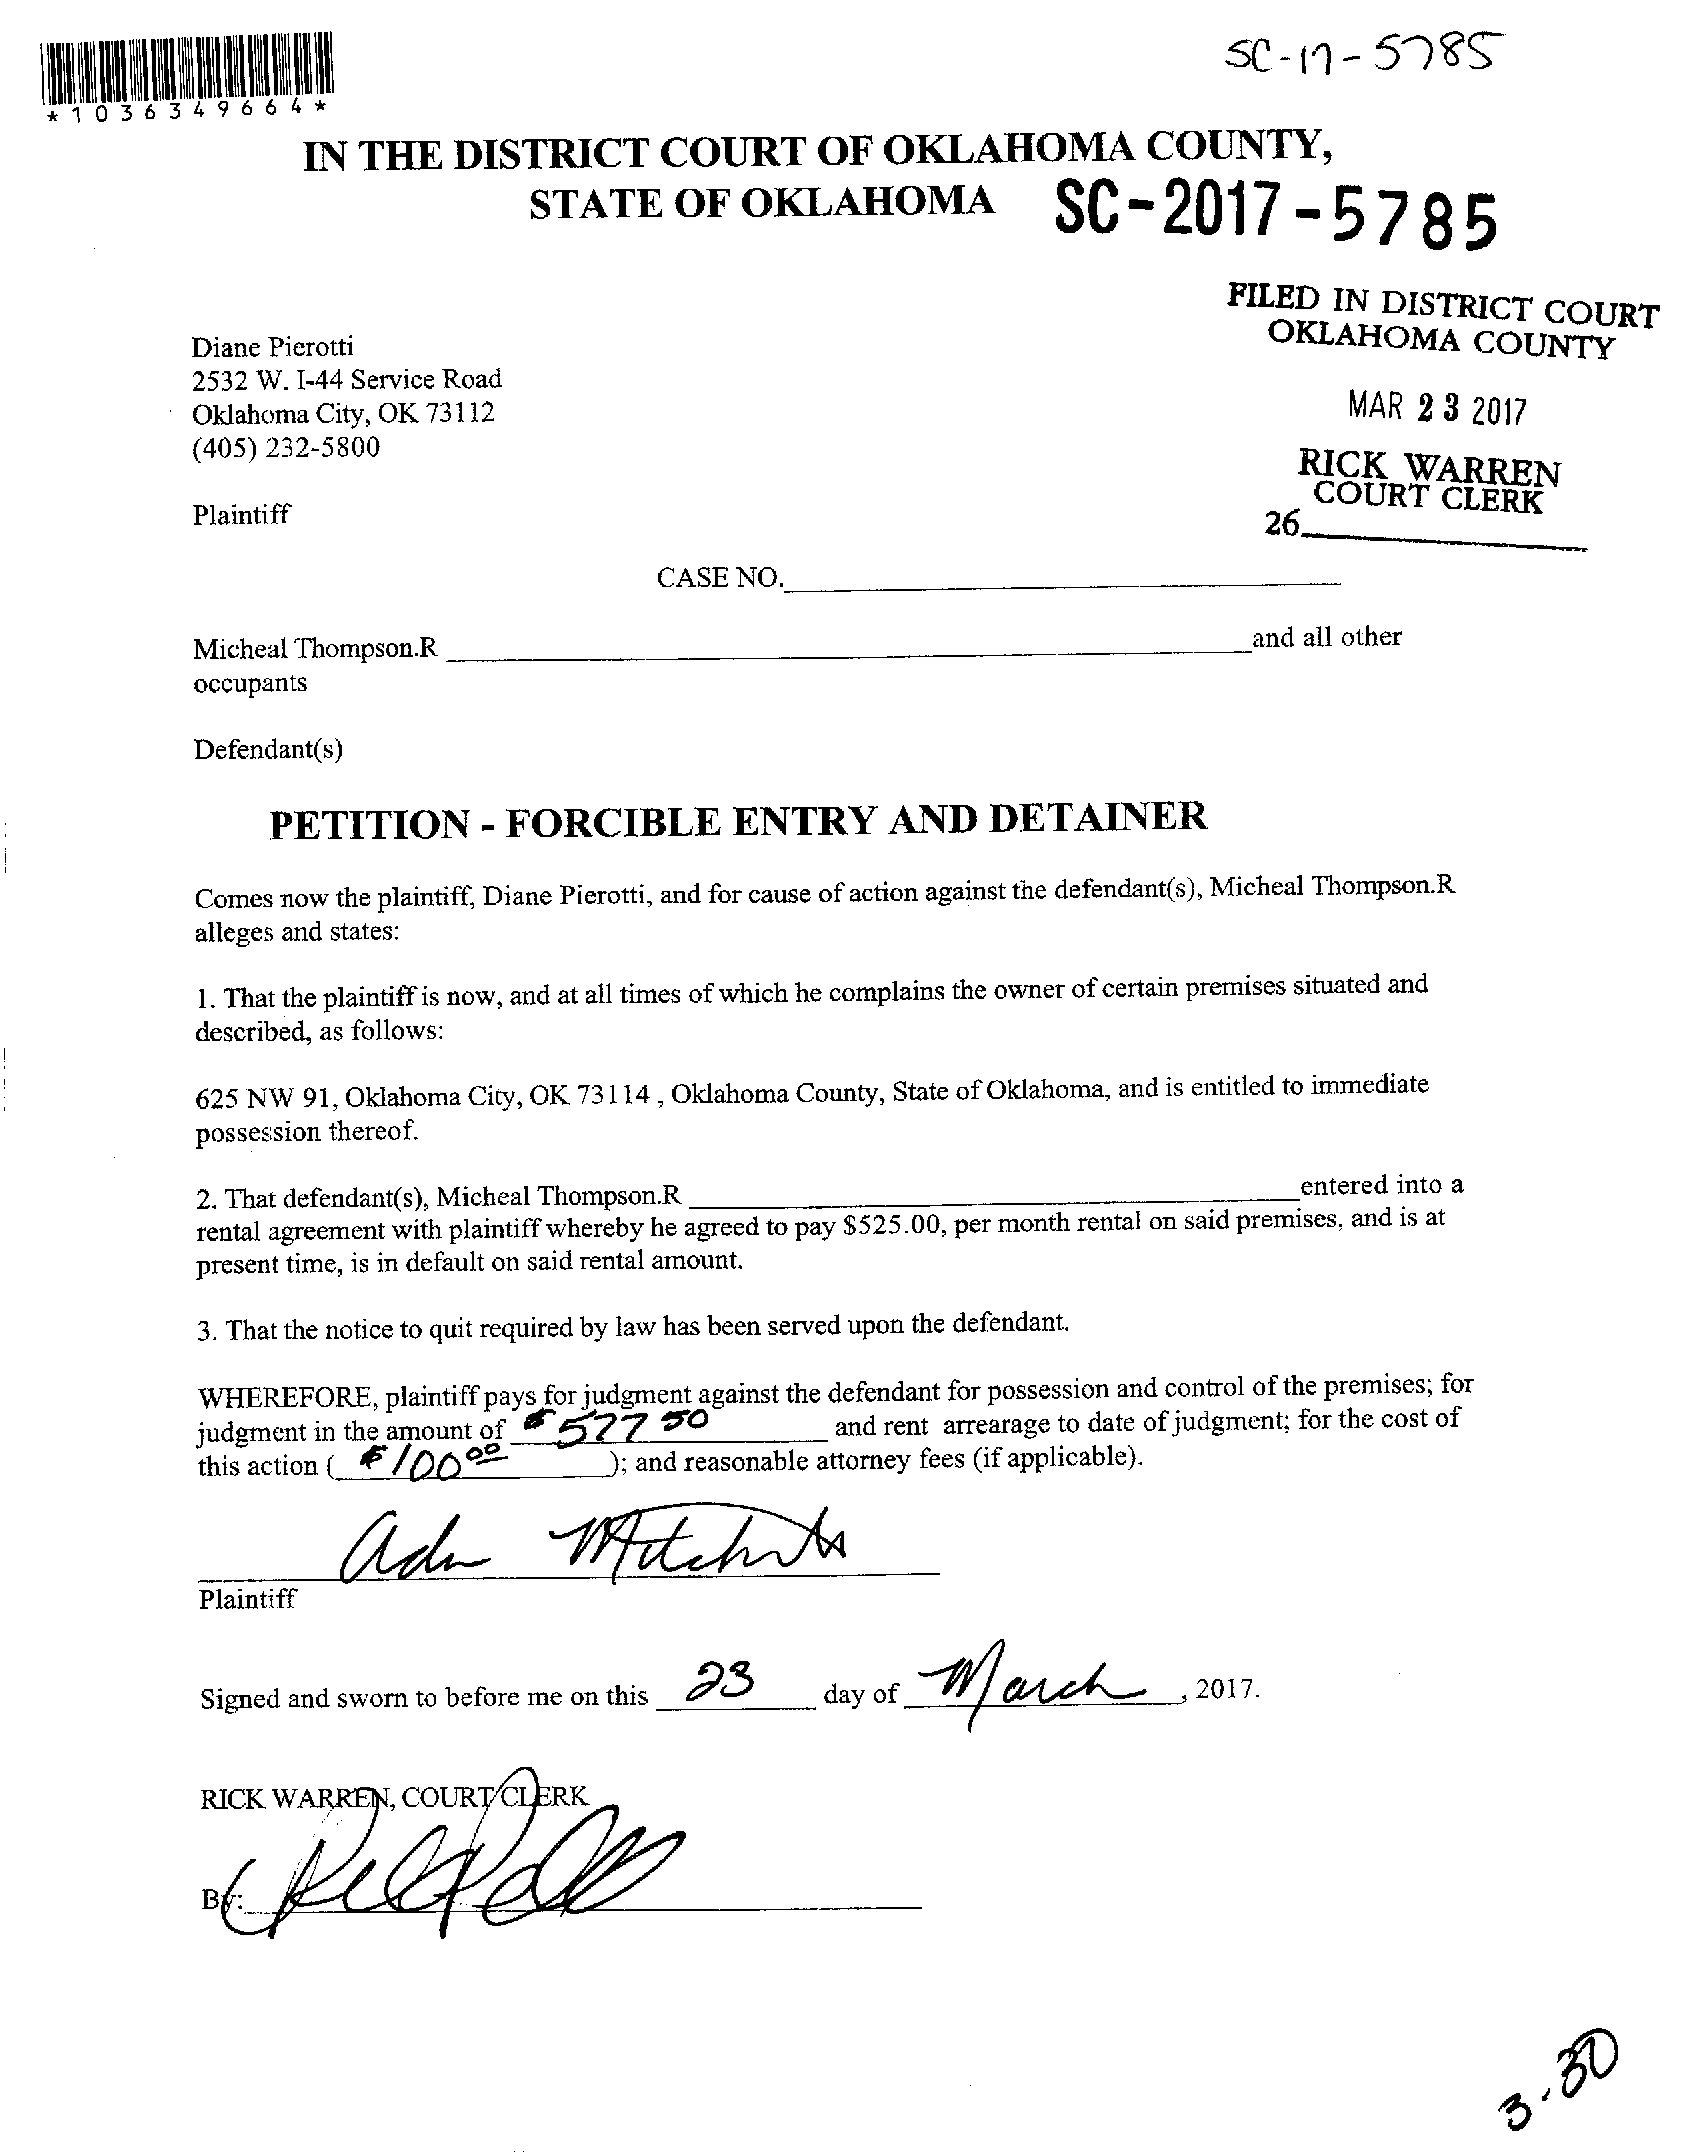 SC-17-5785
*1036349664*
IN THE DISTRICT COURT OF OKLAHOMA COUNTY,
STATE OF OKLAHOMA
SC-2017-5785
FILED IN DISTRICT COURT
OKLAHOMA COUNTY
MAR 23 2017
RICK WARREN
COURT CLERK
26
Diane Pierotti
2532 W. I-44 Service Road
Oklahoma City, OK 73112
(405) 232-5800
Plaintiff
CASE NO.
Micheal Thompson.R and all other
occupants
Defendant(s)
PETITION - FORCIBLE ENTRY AND DETAINER
Comes now the plaintiff, Diane Pierotti, and for cause of action against the defendant(s), Micheal Thompson.R
alleges and states:
1. That the plaintiff is now, and at all times of which he complains the owner of certain premises situated and
described, as follows:
625 NW 91, Oklahoma City, OK 73114 , Oklahoma County, State of Oklahoma, and is entitled to immediate
possession thereof.
2. That defendant(s), Micheal Thompson.R entered into a
rental agreement with plaintiff whereby he agreed to pay $525.00, per month rental on said premises, and is at
present time, is in default on said rental amount.
3. That the notice to quit required by law has been served upon the defendant.
WHEREFORE, plaintiff pays for judgment against the defendant for possession and control of the premises; for
judgment in the amount of $577 50 and rent arrearage to date of judgment; for the cost of
this action ( $100 00 ); and reasonable attorney fees (if applicable).
Plaintiff
Signed and sworn to before me on this 23 day of March, 2017.
RICK WARREN, COURT CLERK
By:
3-30